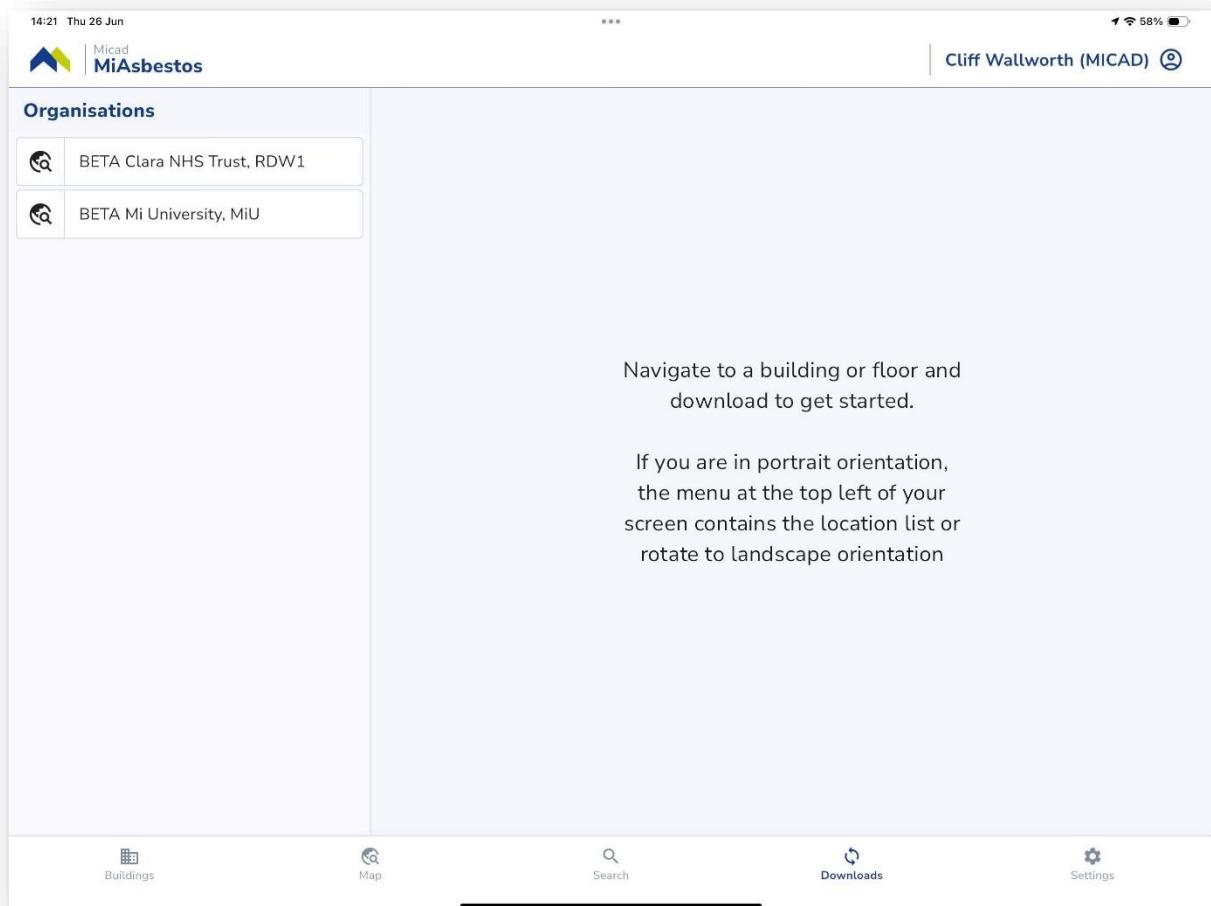 14:21 Thu 26 Jun
58%
Micad
MiAsbestos
Cliff Wallworth (MICAD)
Organisations
BETA Clara NHS Trust, RDW1
BETA Mi University, MiU
Navigate to a building or floor and
download to get started.
If you are in portrait orientation,
the menu at the top left of your
screen contains the location list or
rotate to landscape orientation
Buildings
Map
Search
Downloads
Settings